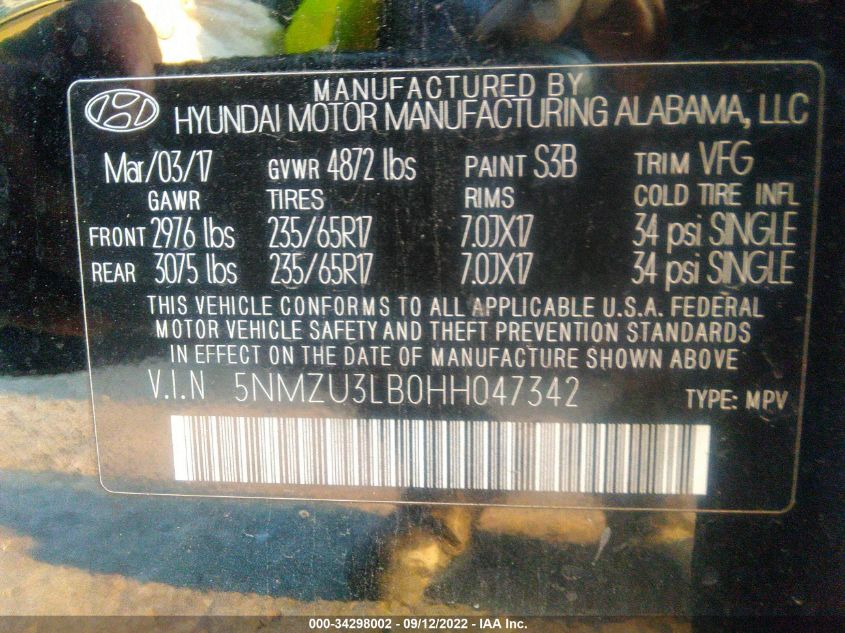 MANUFACTURED BY
HYUNDAI MOTOR MANUFACTURING ALABAMA, LLC
Mar/03/17 GVWR 4872 lbs PAINT S3B TRIM VFG
GAWR TIRES RIMS COLD TIRE INFL
FRONT 2976 lbs 235/65R17 7.0JX17 34 psi SINGLE
REAR 3075 lbs 235/65R17 7.0JX17 34 psi SINGLE
THIS VEHICLE CONFORMS TO ALL APPLICABLE U.S.A. FEDERAL
MOTOR VEHICLE SAFETY AND THEFT PREVENTION STANDARDS
IN EFFECT ON THE DATE OF MANUFACTURE SHOWN ABOVE
V.I.N 5NMZU3LB0HH047342 TYPE: MPV
000-34298002 - 09/12/2022 - IAA Inc.